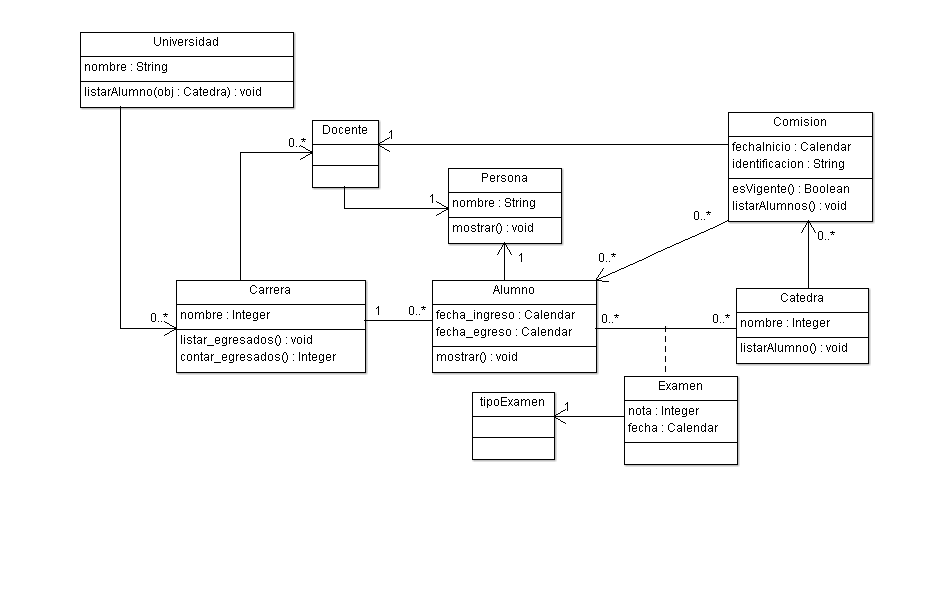 Universidad
nombre : String
listarAlumno(obj : Catedra) : void
Docente
0..*
1
Comision
fechaInicio : Calendar
identificacion : String
esVigente() : Boolean
listarAlumnos() : void
Persona
nombre : String
mostrar() : void
1
1
0..*
0..*
0..*
Carrera
nombre : Integer
listar_egresados() : void
contar_egresados() : Integer
0..*
1
0..*
Alumno
fecha_ingreso : Calendar
fecha_egreso : Calendar
mostrar() : void
0..*
0..*
Catedra
nombre : Integer
listarAlumno() : void
Examen
nota : Integer
fecha : Calendar
tipoExamen
1